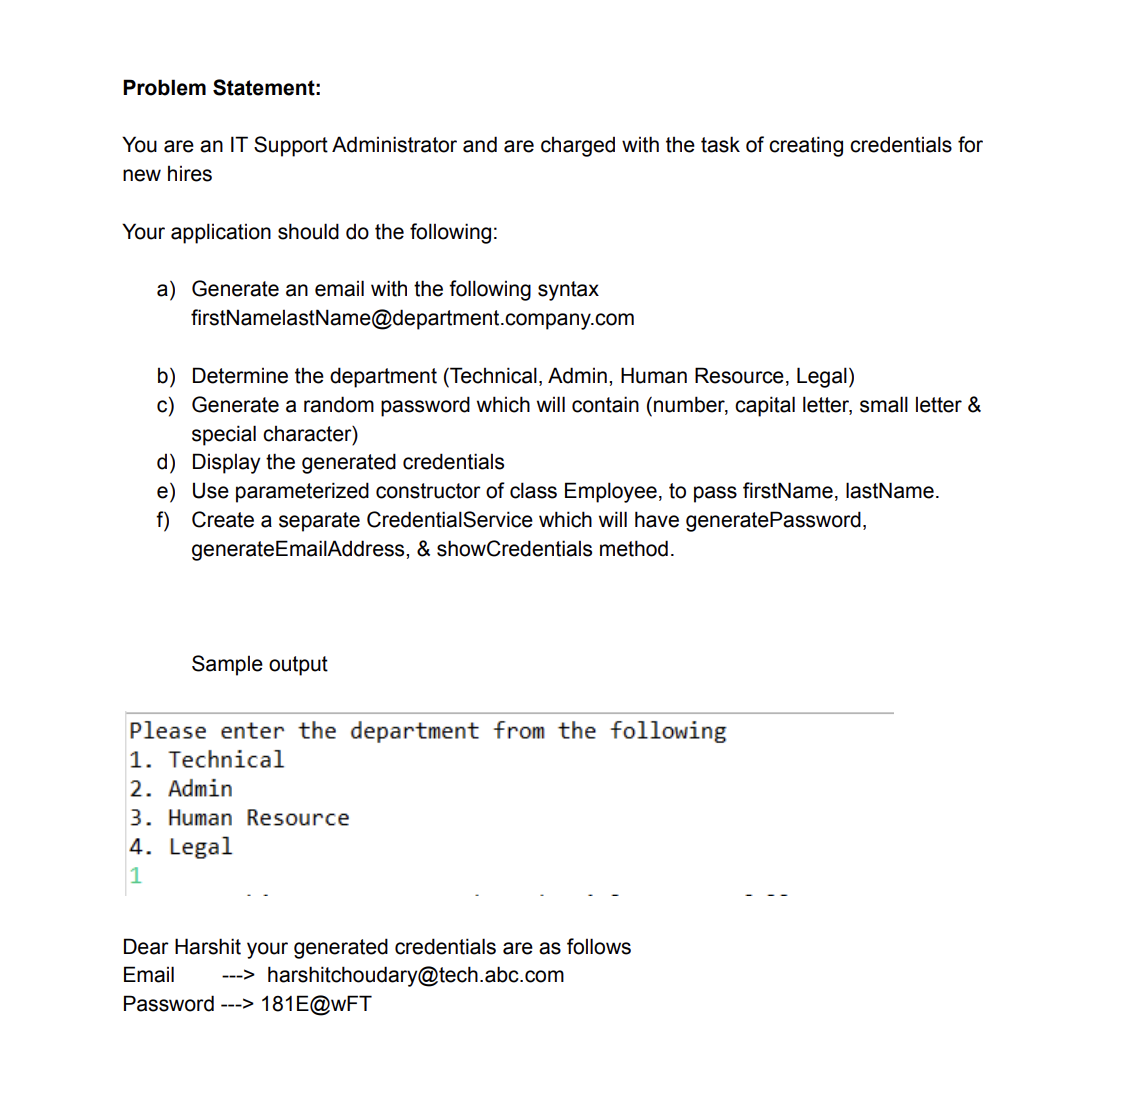 Problem Statement:
You are an IT Support Administrator and are charged with the task of creating credentials for
new hires
Your application should do the following:
a) Generate an email with the following syntax
firstNamelastName@department.company.com
b) Determine the department (Technical, Admin, Human Resource, Legal)
c) Generate a random password which will contain (number, capital letter, small letter &
special character)
d) Display the generated credentials
e) Use parameterized constructor of class Employee, to pass firstName, lastName.
f) Create a separate CredentialService which will have generatePassword,
generateEmailAddress, & showCredentials method.
Sample output
Please enter the department from the following
1. Technical
2. Admin
3. Human Resource
4. Legal
1
Dear Harshit your generated credentials are as follows
Email ---> harshitchoudary@tech.abc.com
Password ---> 181E@wFT